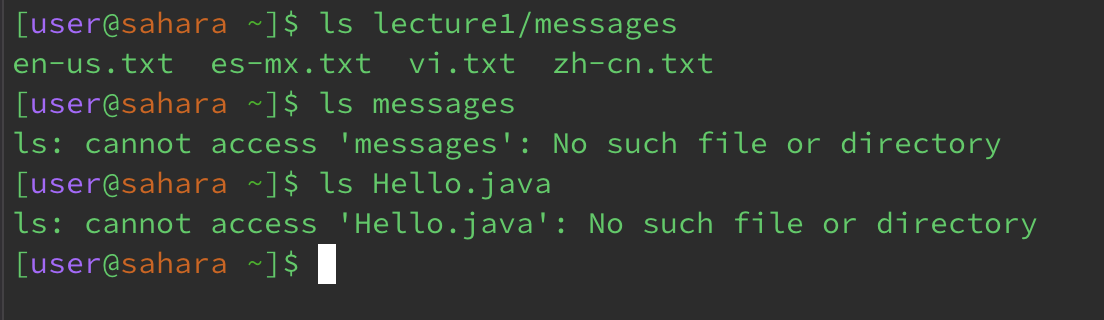 [user@sahara ~]$ ls lecture1/messages
en-us.txt  es-mx.txt  vi.txt  zh-cn.txt
[user@sahara ~]$ ls messages
ls: cannot access 'messages': No such file or directory
[user@sahara ~]$ ls Hello.java
ls: cannot access 'Hello.java': No such file or directory
[user@sahara ~]$